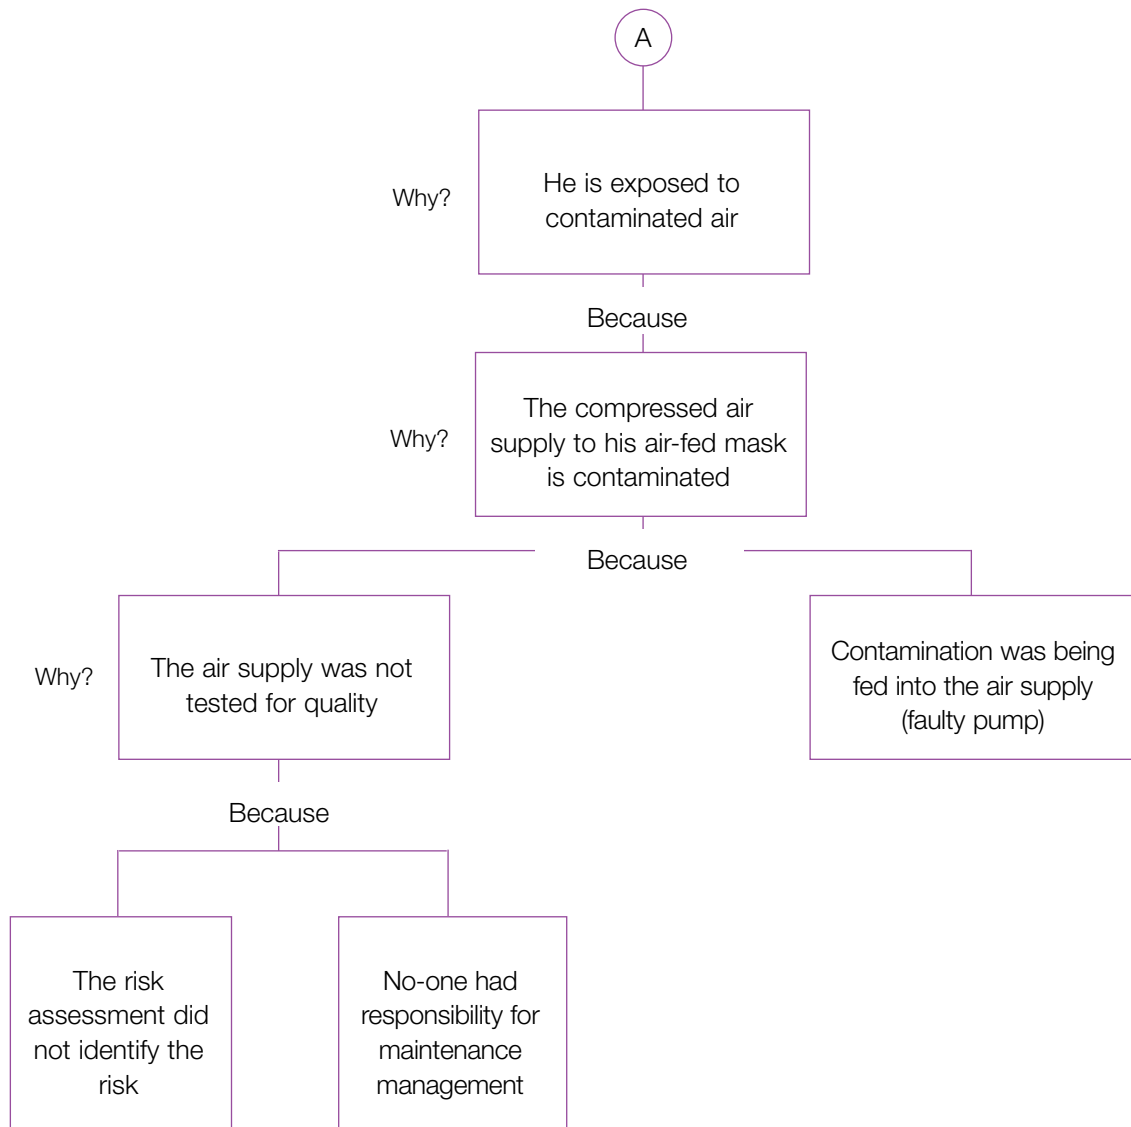 A
Why?
He is exposed to
contaminated air
Because
Why?
The compressed air
supply to his air-fed mask
is contaminated
Because
Why?
The air supply was not
tested for quality
Contamination was being
fed into the air supply
(faulty pump)
Because
The risk
assessment did
not identify the
risk
No-one had
responsibility for
maintenance
management